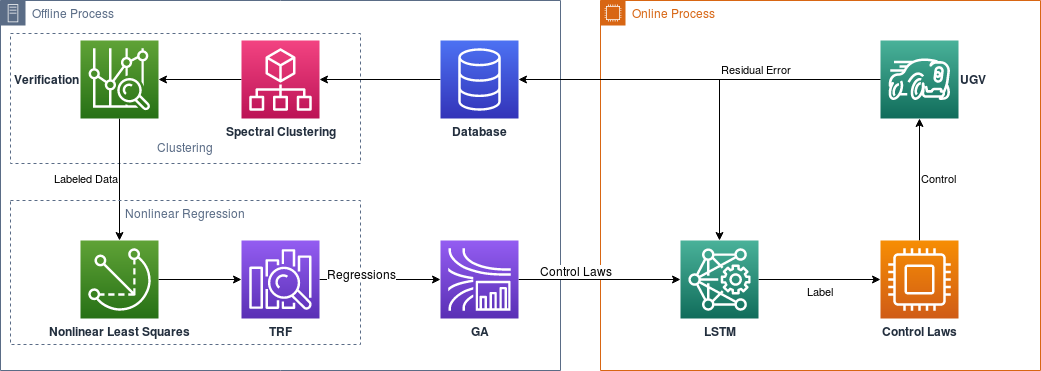 Offline Process
Online Process
Residual Error
Verification
UGV
Spectral Clustering
Database
Clustering
Labeled Data
Control
Nonlinear Regression
Regressions
Control Laws
Label
Nonlinear Least Squares
TRF
GA
LSTM
Control Laws